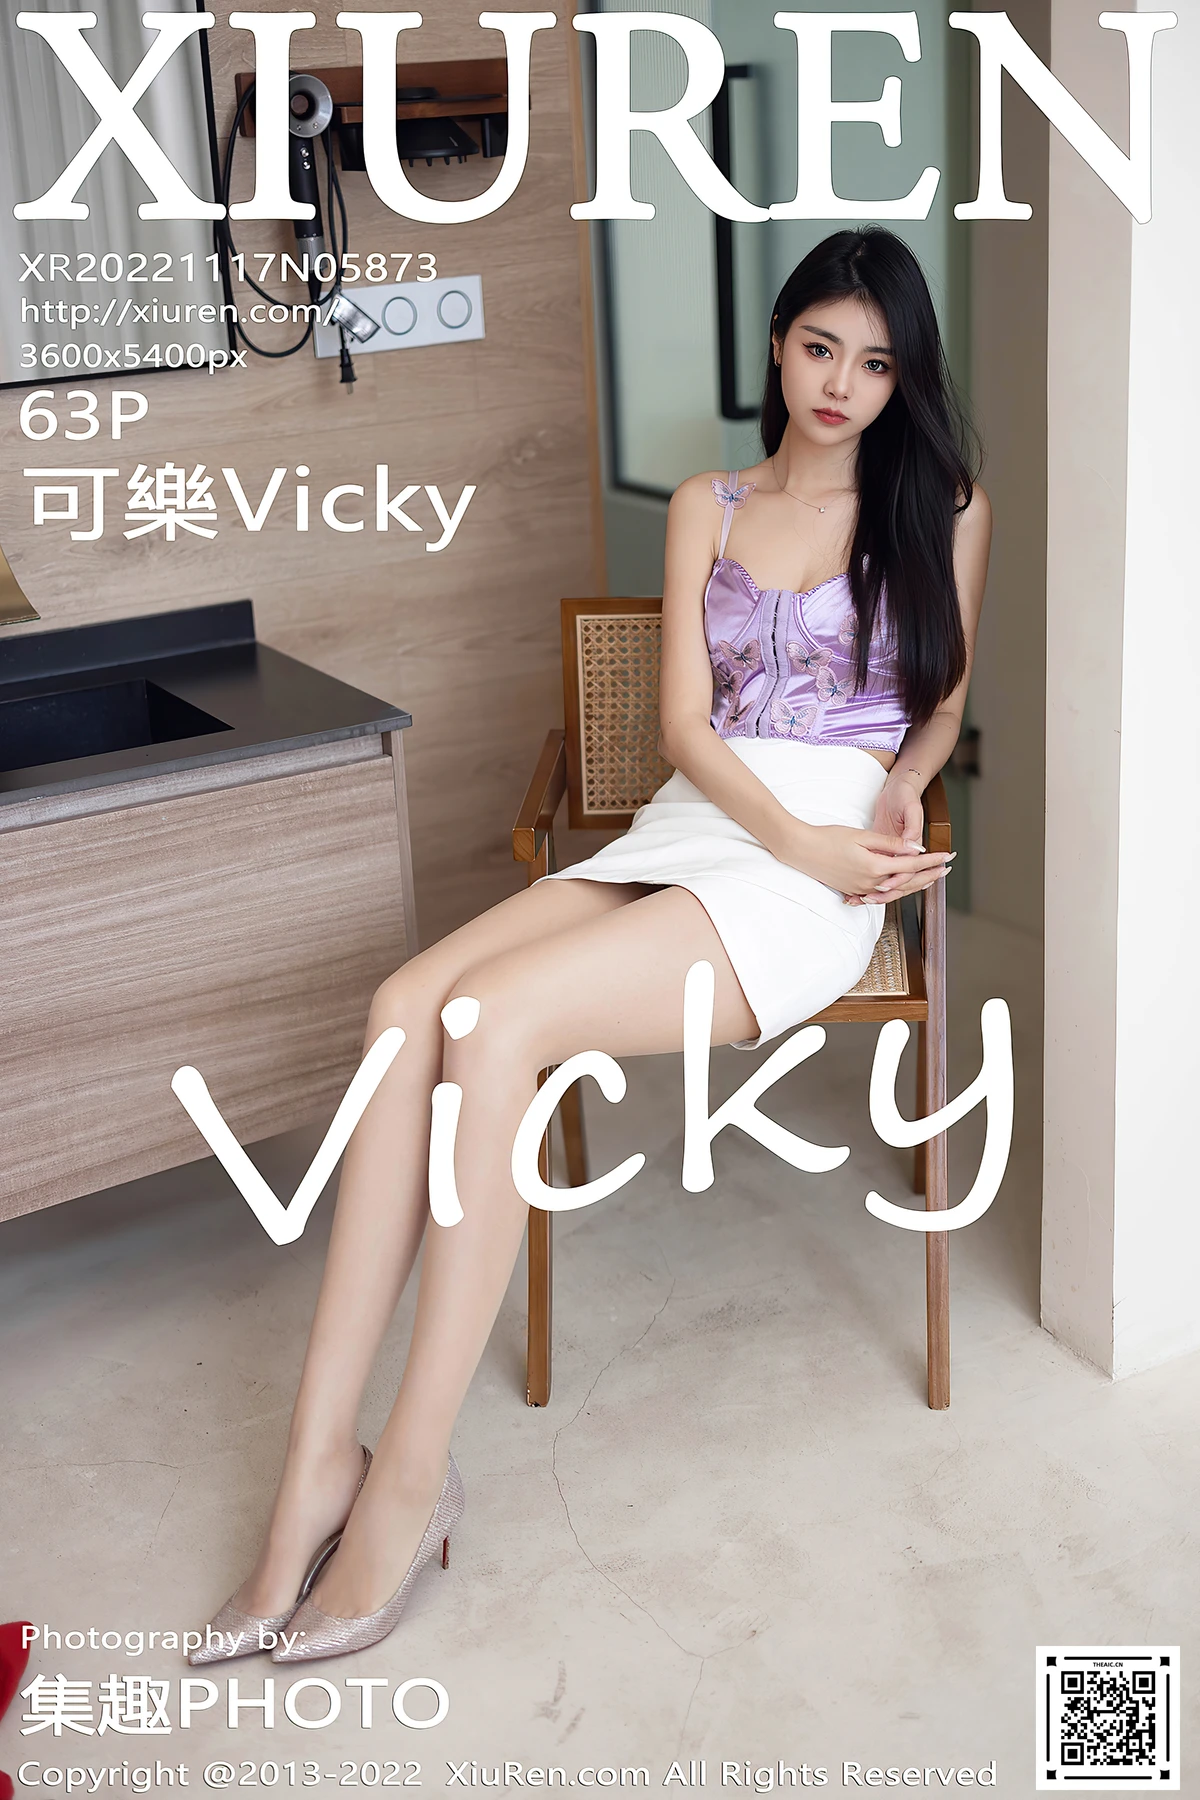 XIUREN
XR20221117N05873
http://xiuren.com/
3600x5400px
63P
可樂Vicky
Vicky
Photography by:
集趣PHOTO
THEAIC.CN
Copyright @2013-2022 XiuRen.com All Rights Reserved